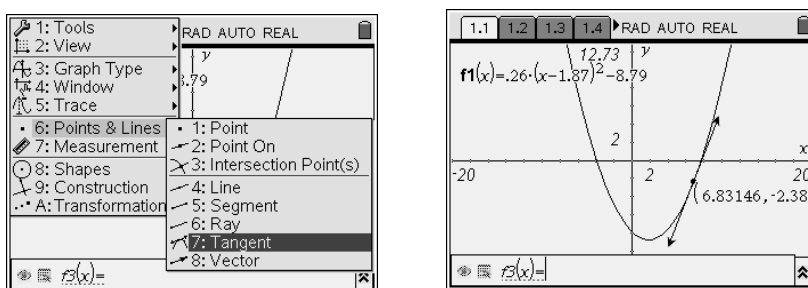 1: Tools
2: View
3: Graph Type
4: Window
5: Trace
6: Points & Lines
7: Measurement
8: Shapes
9: Construction
A: Transformation
1: Point
2: Point On
3: Intersection Point(s)
4: Line
5: Segment
6: Ray
7: Tangent
8: Vector
RAD AUTO REAL
y
8.79
f3(x)=
1.1 1.2 1.3 1.4 RAD AUTO REAL
12.73 y
f1(x)=.26·(x-1.87)²-8.79
2
x
-20 2 20
(6.83146,-2.38
f3(x)=